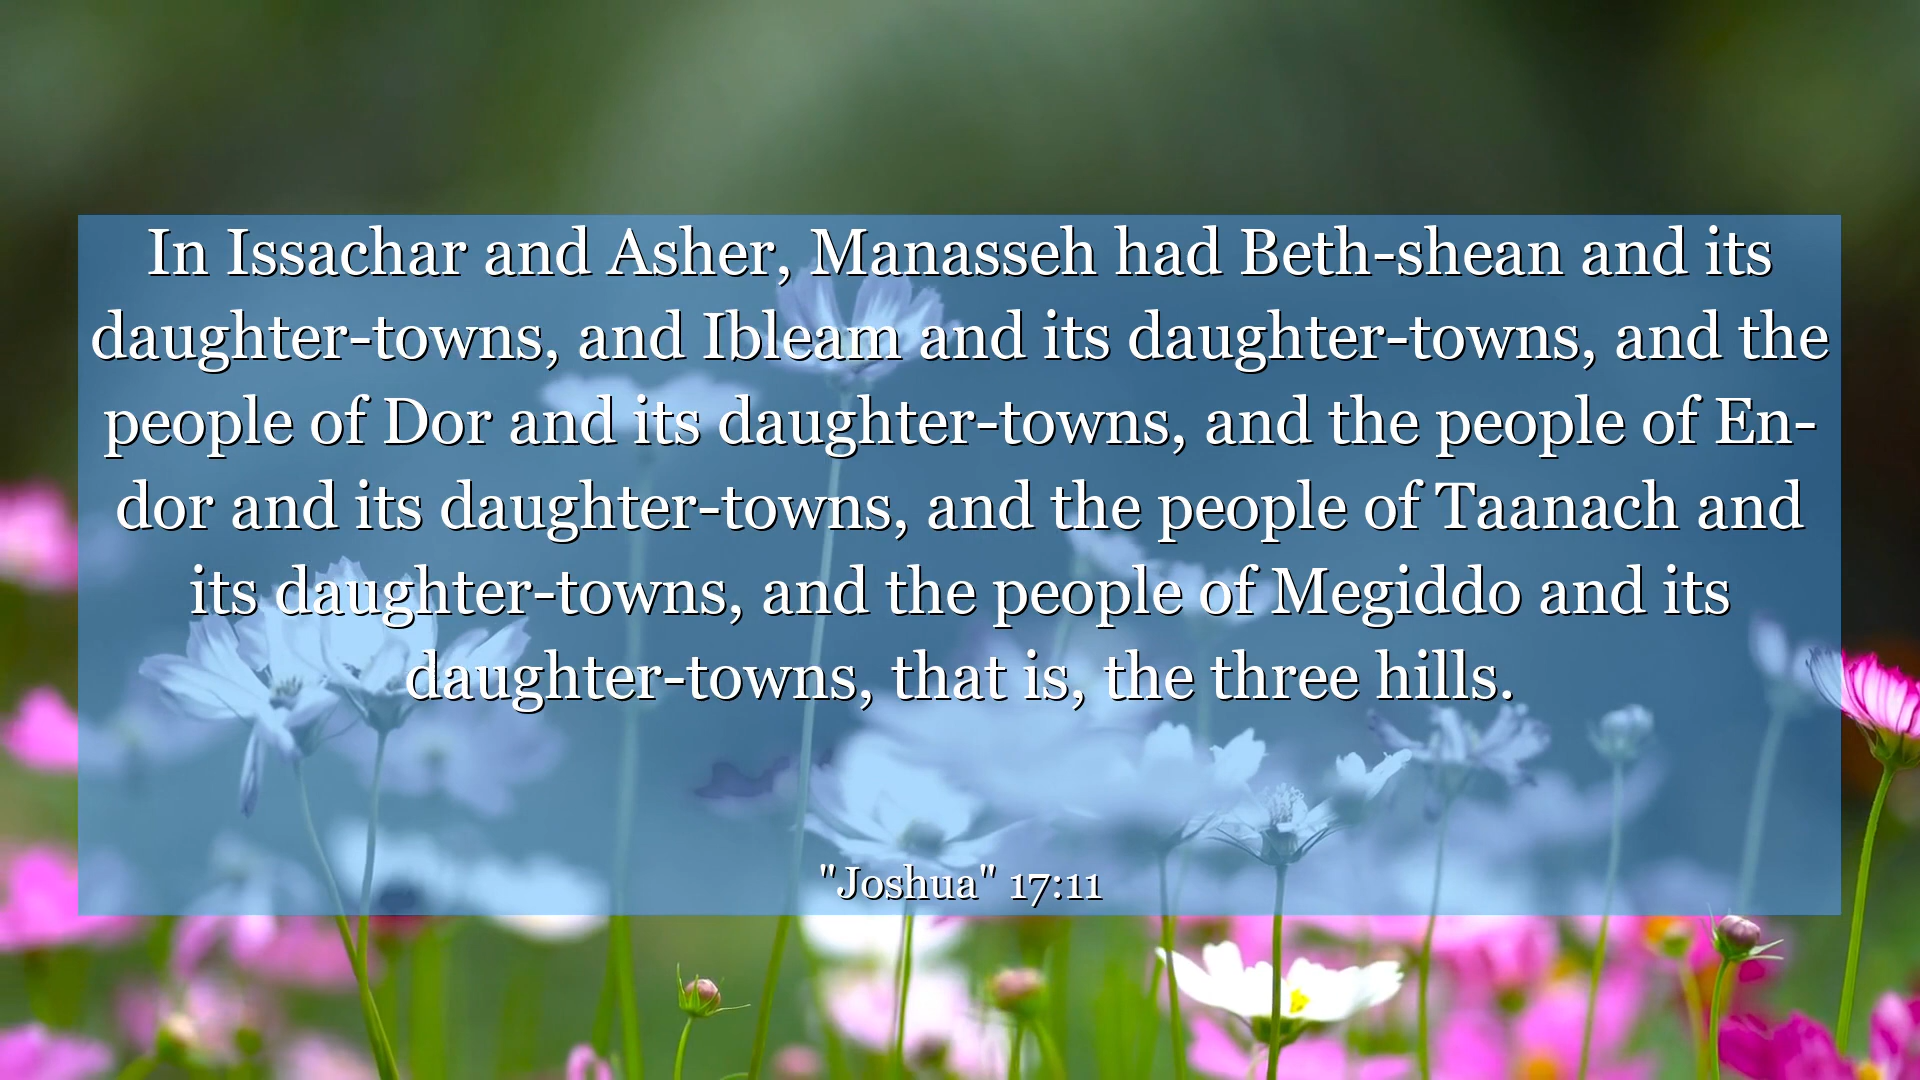 In Issachar and Asher, Manasseh had Beth-shean and its
daughter-towns, and Ibleam and its daughter-towns, and the
people of Dor and its daughter-towns, and the people of En-
dor and its daughter-towns, and the people of Taanach and
its daughter-towns, and the people of Megiddo and its
daughter-towns, that is, the three hills.
"Joshua" 17:11